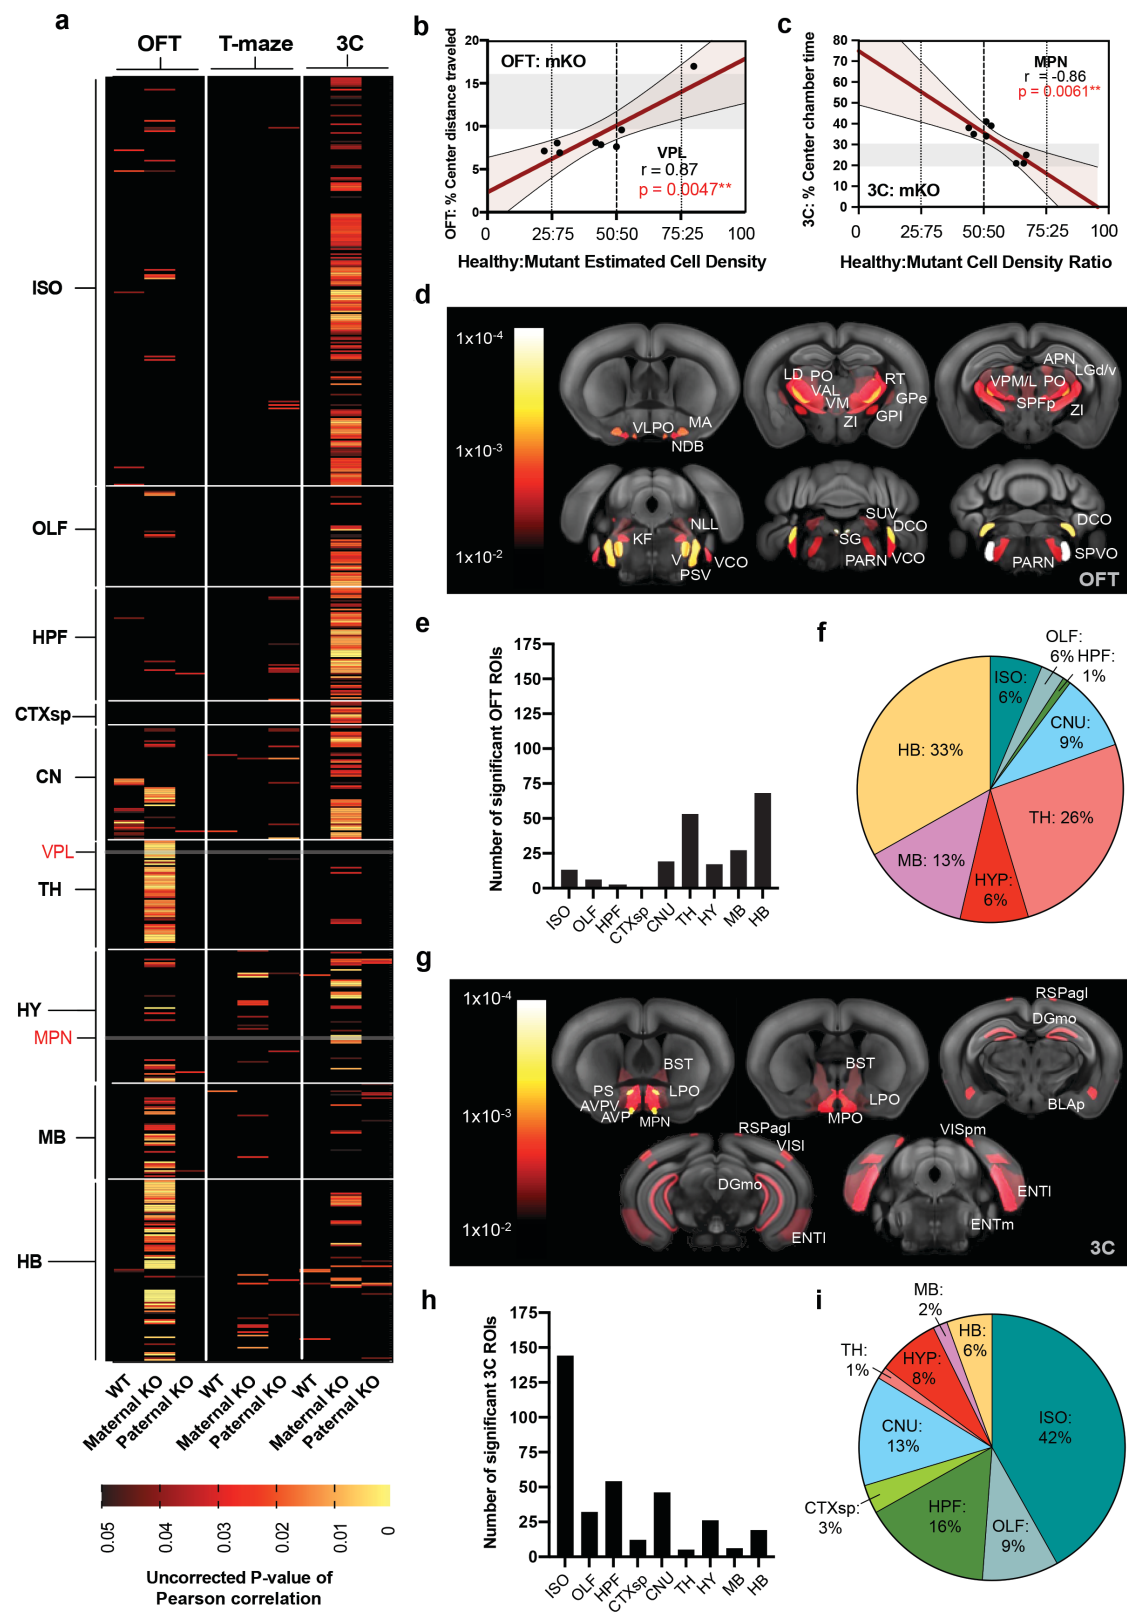 a
OFT
T-maze
3C
ISO
OLF
HPF
CTXsp
CN
VPL
TH
HY
MPN
MB
HB
WT
Maternal KO
Paternal KO
WT
Maternal KO
Paternal KO
WT
Maternal KO
Paternal KO
0.05
0.04
0.03
0.02
0.01
0
Uncorrected P-value of
Pearson correlation
b
OFT: % Center distance traveled
20
15
10
5
0
OFT: mKO
VPL
r = 0.87
p = 0.0047**
0
25:75
50:50
75:25
100
Healthy:Mutant Estimated Cell Density
c
3C: % Center chamber time
80
70
60
50
40
30
20
10
0
MPN
r = -0.86
p = 0.0061**
3C: mKO
0
25:75
50:50
75:25
100
Healthy:Mutant Cell Density Ratio
d
1x10-4
1x10-3
1x10-2
VLPO
MA
NDB
LD
PO
VAL
VM
RT
GPe
GPI
ZI
APN
LGd/v
VPM/L
PO
SPFp
ZI
KF
NLL
V
VCO
PSV
SUV
DCO
SG
PARN
VCO
DCO
SPVO
PARN
OFT
e
Number of significant OFT ROIs
175
150
125
100
75
50
25
0
ISO
OLF
HPF
CTXsp
CNU
TH
HY
MB
HB
f
OLF:
6%
HPF:
1%
ISO:
6%
CNU:
9%
TH: 26%
HYP:
6%
MB: 13%
HB: 33%
g
1x10-4
1x10-3
1x10-2
BST
PS
LPO
AVPV
AVP
MPN
BST
LPO
MPO
RSPagl
DGmo
BLAp
RSPagl
VISl
DGmo
ENTl
VISpm
ENTl
ENTm
3C
h
Number of significant 3C ROIs
175
150
125
100
75
50
25
0
ISO
OLF
HPF
CTXsp
CNU
TH
HY
MB
HB
i
MB:
2%
HB:
6%
TH:
1%
HYP:
8%
ISO:
42%
CNU:
13%
CTXsp:
3%
HPF:
16%
OLF:
9%